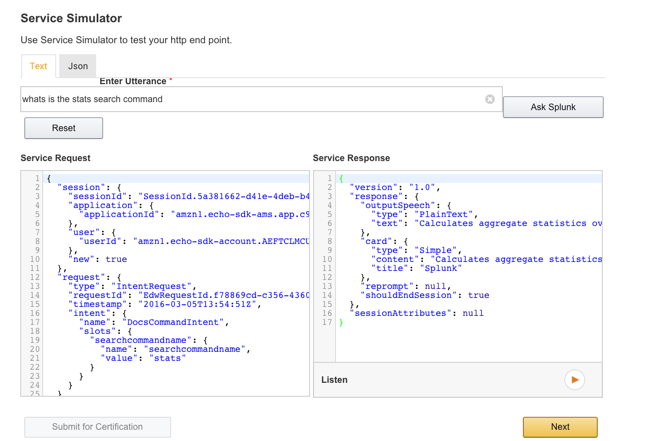 Service Simulator
Use Service Simulator to test your http end point.
Text
Json
Enter Utterance *
whats is the stats search command
Ask Splunk
Reset
Service Request
1 {
2 "session": {
3 "sessionId": "SessionId.5a381662-d41e-4deb-b4
4 "application": {
5 "applicationId": "amzn1.echo-sdk-ams.app.c9
6 },
7 "user": {
8 "userId": "amzn1.echo-sdk-account.AEFTCLMCU
9 },
10 "new": true
11 },
12 "request": {
13 "type": "IntentRequest",
14 "requestId": "EdwRequestId.f78869cd-c356-4360
15 "timestamp": "2016-03-05T13:54:51Z",
16 "intent": {
17 "name": "DocsCommandIntent",
18 "slots": {
19 "searchcommandname": {
20 "name": "searchcommandname",
21 "value": "stats"
22 }
23 }
24 }
25 }
Service Response
1 {
2 "version": "1.0",
3 "response": {
4 "outputSpeech": {
5 "type": "PlainText",
6 "text": "Calculates aggregate statistics ov
7 },
8 "card": {
9 "type": "Simple",
10 "content": "Calculates aggregate statistics
11 "title": "Splunk"
12 },
13 "reprompt": null,
14 "shouldEndSession": true
15 },
16 "sessionAttributes": null
17 }
Listen
Submit for Certification
Next